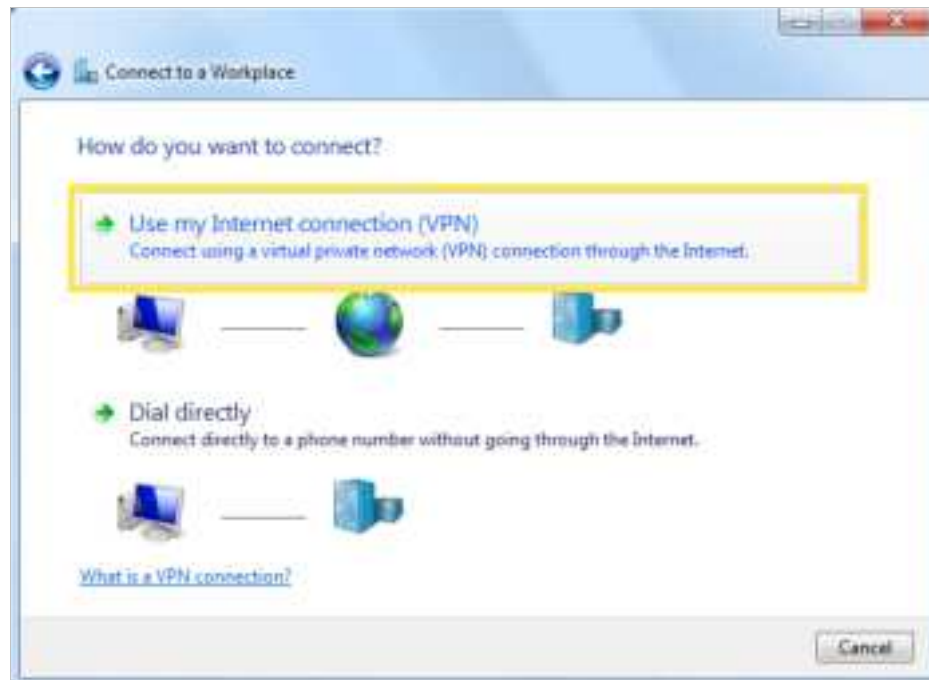 Connect to a Workplace
How do you want to connect?
Use my Internet connection (VPN)
Connect using a virtual private network (VPN) connection through the Internet.
Dial directly
Connect directly to a phone number without going through the Internet.
What is a VPN connection?
Cancel